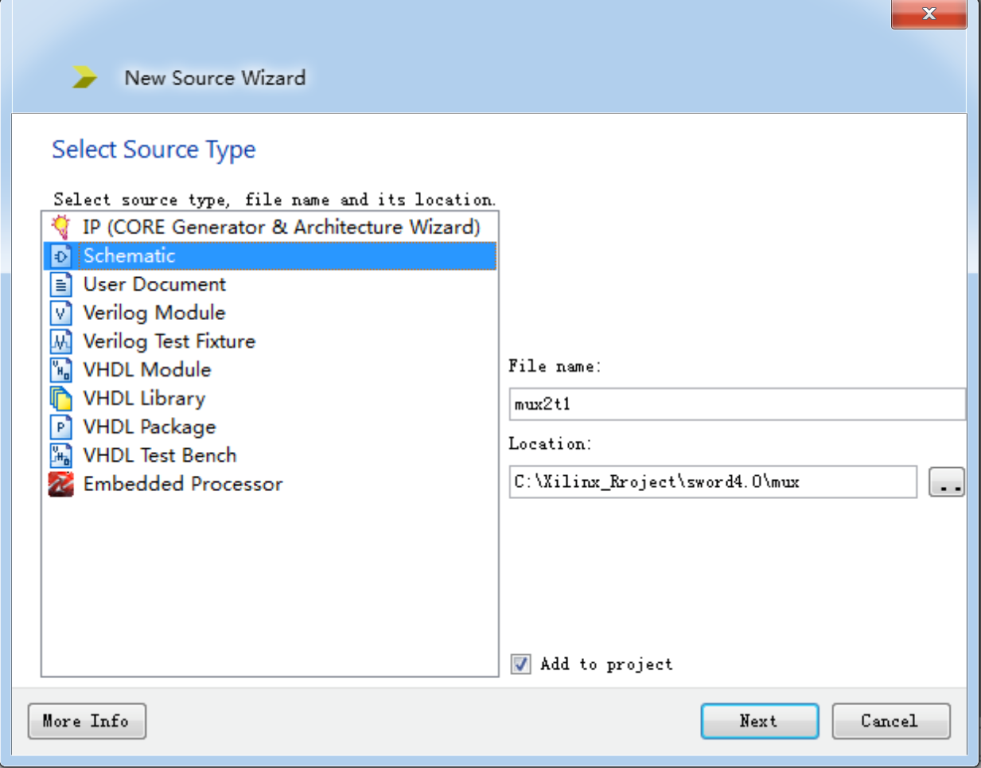 X
New Source Wizard
Select Source Type
Select source type, file name and its location.
IP (CORE Generator & Architecture Wizard)
Schematic
User Document
Verilog Module
Verilog Test Fixture
VHDL Module
VHDL Library
VHDL Package
VHDL Test Bench
Embedded Processor
File name:
mux2t1
Location:
C:\Xilinx_Rroject\sword4.0\mux
..
Add to project
More Info
Next
Cancel